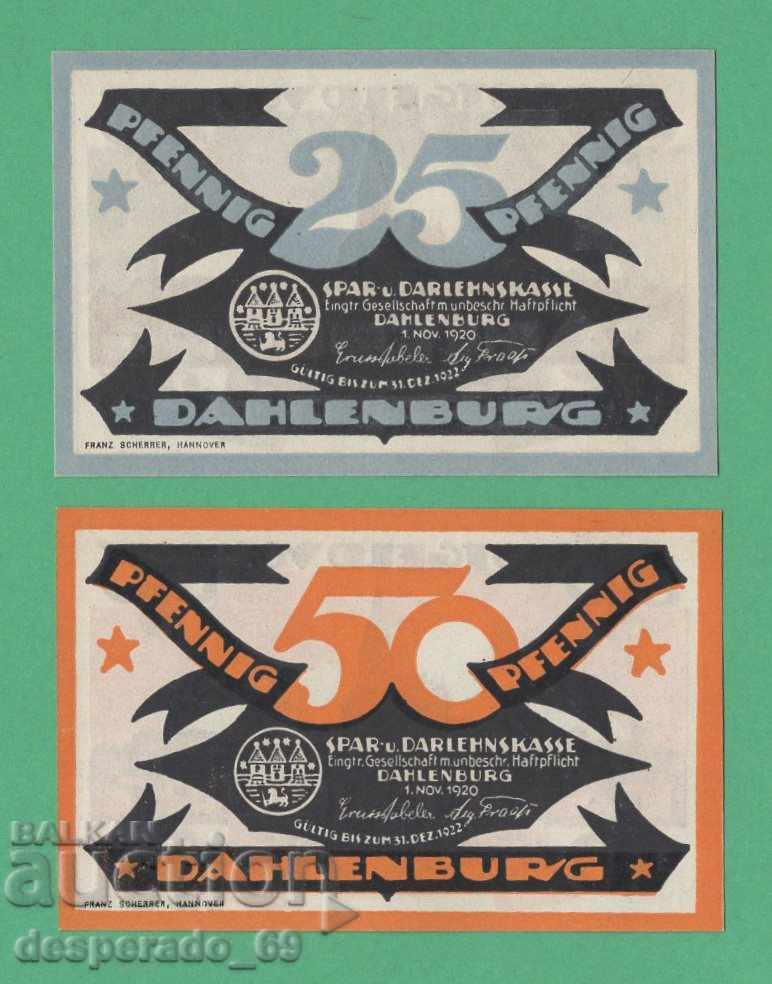 PFENNIG 25 PFENNIG
SPAR- u. DARLEHNSKASSE
Eingtr. Gesellschaft m. unbeschr. Haftpflicht
DAHLENBURG
1. NOV. 1920
GÜLTIG BIS ZUM 31. DEZ. 1922
DAHLENBURG
FRANZ SCHERRER, HANNOVER
PFENNIG 50 PFENNIG
SPAR- u. DARLEHNSKASSE
Eingtr. Gesellschaft m. unbeschr. Haftpflicht
DAHLENBURG
1. NOV. 1920
GÜLTIG BIS ZUM 31. DEZ. 1922
DAHLENBURG
FRANZ SCHERRER, HANNOVER
BALKAN
auction
desperado_69